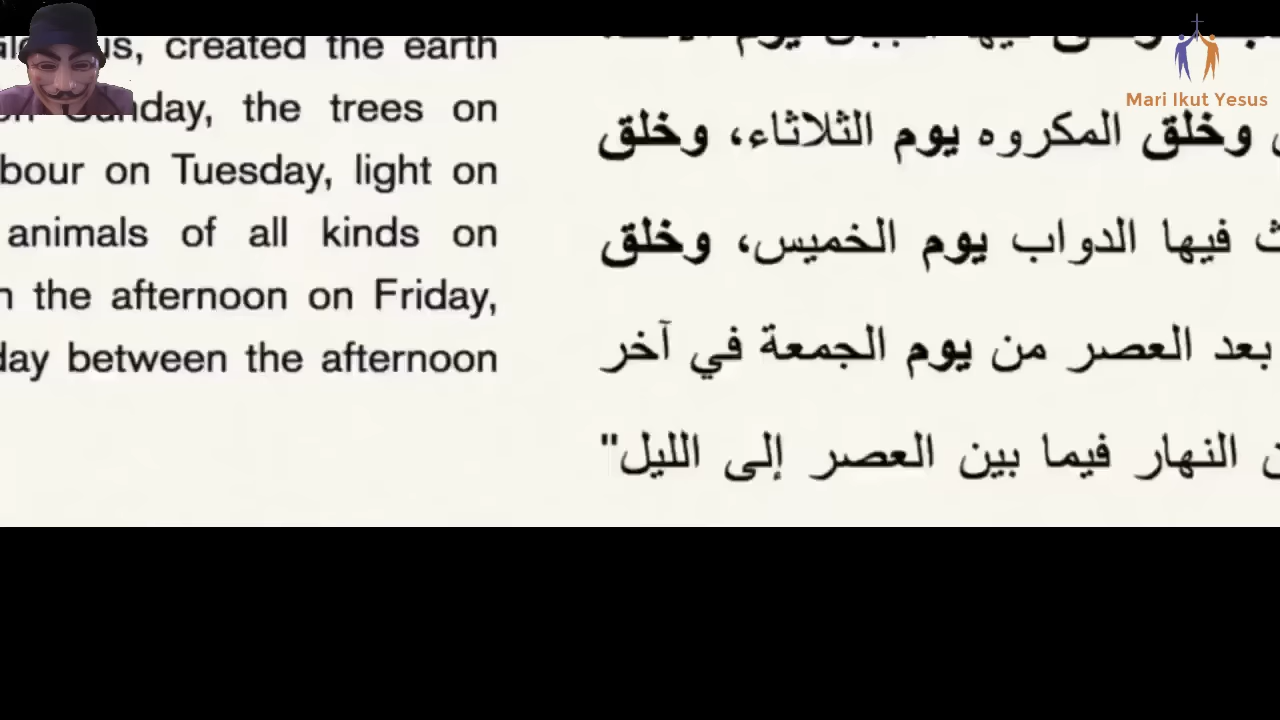 us, created the earth
day, the trees on
bour on Tuesday, light on
animals of all kinds on
the afternoon on Friday,
day between the afternoon
وخلق المكروه يوم الثلاثاء، وخلق
فيها الدواب يوم الخميس، وخلق
بعد العصر من يوم الجمعة في آخر
النهار فيما بين العصر إلى الليل"
Mari Ikut Yesus